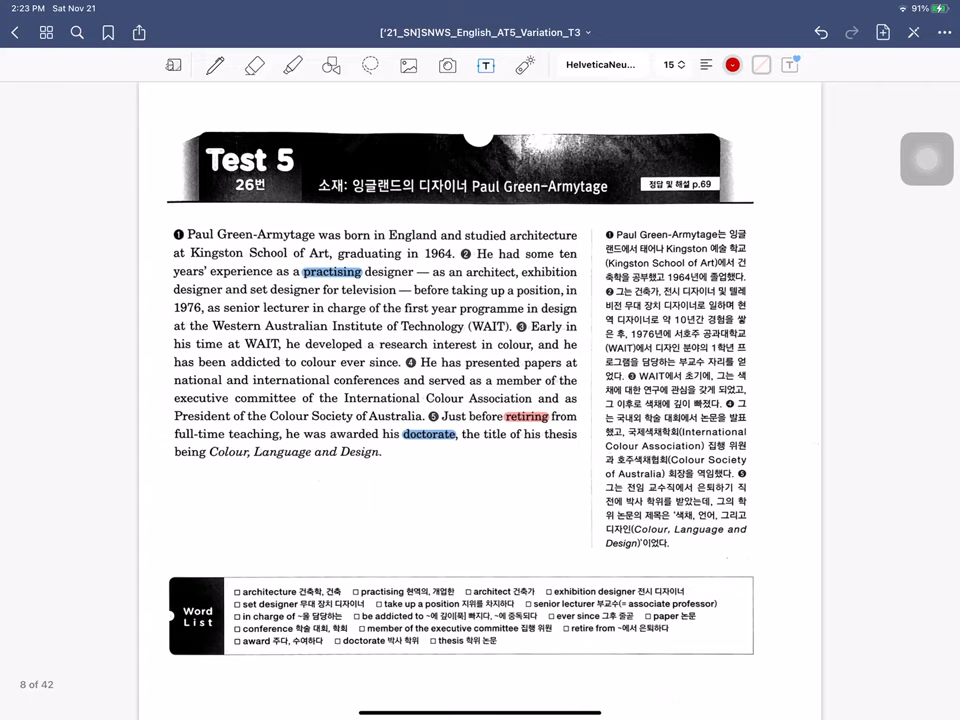 2:23 PM Sat Nov 21
91%
['21_SN]SNWS_English_AT5_Variation_T3
HelveticaNeu...
15
Test 5
26번
소재: 잉글랜드의 디자이너 Paul Green-Armytage
정답 및 해설 p.69
❶ Paul Green-Armytage was born in England and studied architecture
at Kingston School of Art, graduating in 1964. ❷ He had some ten
years' experience as a practising designer — as an architect, exhibition
designer and set designer for television — before taking up a position, in
1976, as senior lecturer in charge of the first year programme in design
at the Western Australian Institute of Technology (WAIT). ❸ Early in
his time at WAIT, he developed a research interest in colour, and he
has been addicted to colour ever since. ❹ He has presented papers at
national and international conferences and served as a member of the
executive committee of the International Colour Association and as
President of the Colour Society of Australia. ❺ Just before retiring from
full-time teaching, he was awarded his doctorate, the title of his thesis
being Colour, Language and Design.
❶ Paul Green-Armytage는 잉글
랜드에서 태어나 Kingston 예술 학교
(Kingston School of Art)에서 건
축학을 공부했고 1964년에 졸업했다.
❷ 그는 건축가, 전시 디자이너 및 텔레
비전 무대 장치 디자이너로 일하며 현
역 디자이너로 약 10년간 경험을 쌓
은 후, 1976년에 서호주 공과대학교
(WAIT)에서 디자인 분야의 1학년 프
로그램을 담당하는 부교수 자리를 얻
었다. ❸ WAIT에서 초기에, 그는 색
채에 대한 연구에 관심을 갖게 되었고,
그 이후로 색채에 깊이 빠졌다. ❹ 그
는 국내외 학술 대회에서 논문을 발표
했고, 국제색채학회(International
Colour Association) 집행 위원
과 호주색채협회(Colour Society
of Australia) 회장을 역임했다. ❺
그는 전임 교수직에서 은퇴하기 직
전에 박사 학위를 받았는데, 그의 학
위 논문의 제목은 '색채, 언어, 그리고
디자인(Colour, Language and
Design)'이었다.
Word
List
□ architecture 건축학, 건축 □ practising 현역의, 개업한 □ architect 건축가 □ exhibition designer 전시 디자이너
□ set designer 무대 장치 디자이너 □ take up a position 지위를 차지하다 □ senior lecturer 부교수(= associate professor)
□ in charge of ~을 담당하는 □ be addicted to ~에 깊이[푹] 빠지다, ~에 중독되다 □ ever since 그후 줄곧 □ paper 논문
□ conference 학술 대회, 학회 □ member of the executive committee 집행 위원 □ retire from ~에서 은퇴하다
□ award 주다, 수여하다 □ doctorate 박사 학위 □ thesis 학위 논문
8 of 42